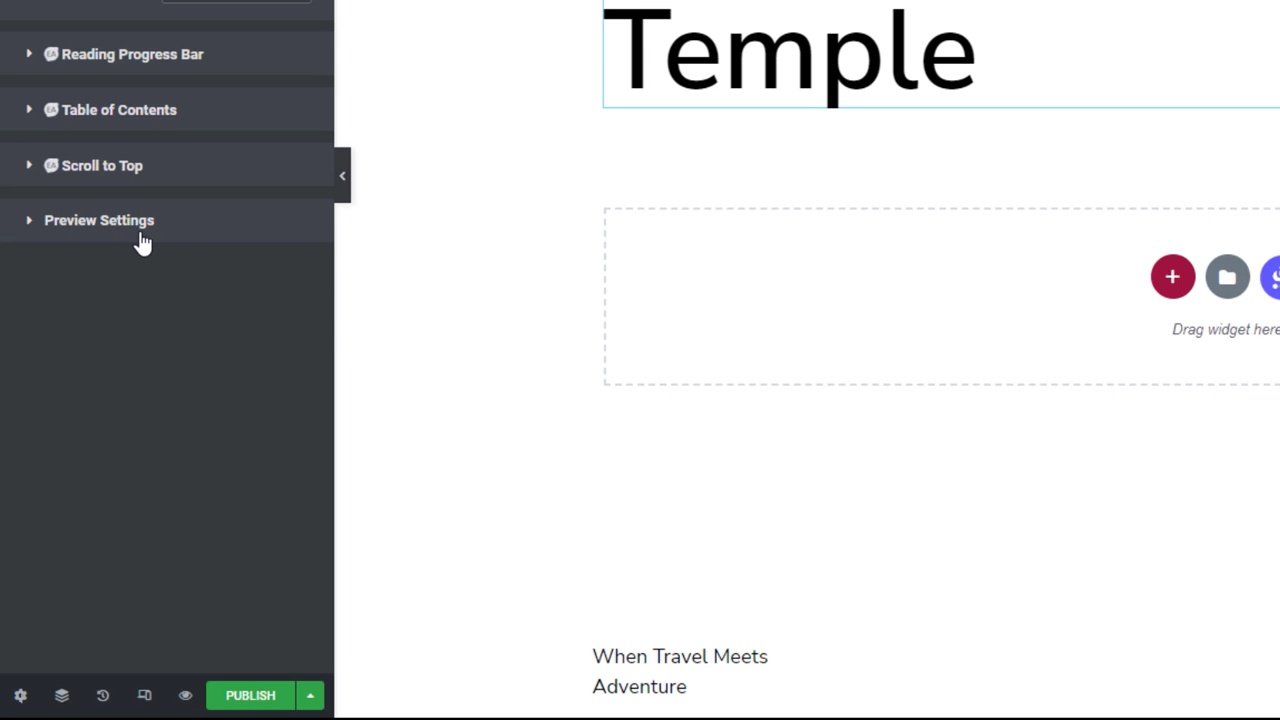 Temple
Reading Progress Bar
Table of Contents
Scroll to Top
Preview Settings
Drag widget here
When Travel Meets
Adventure
PUBLISH